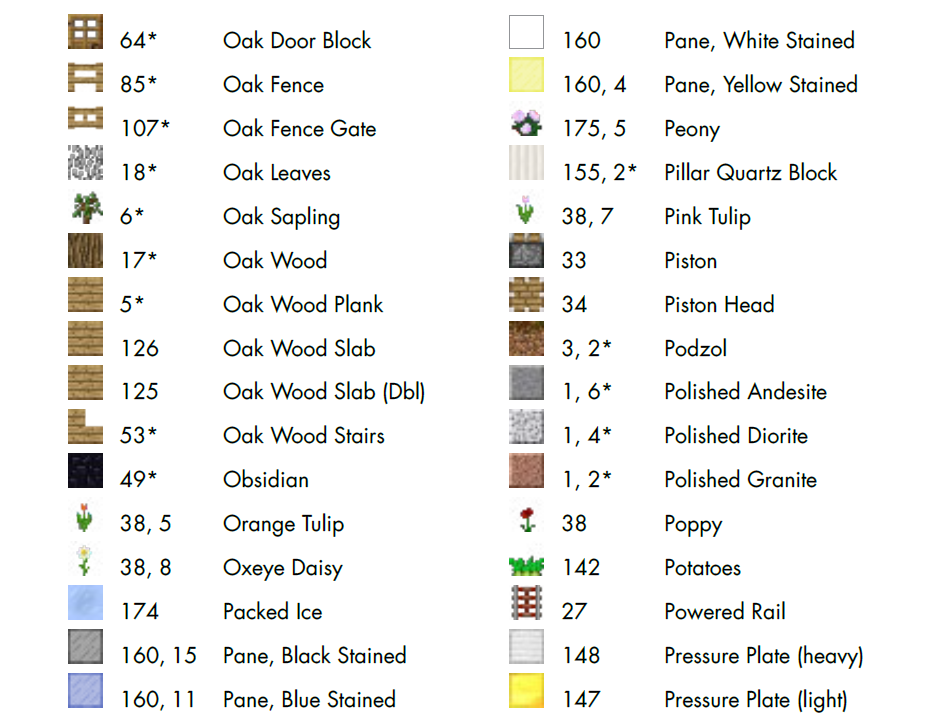 64* Oak Door Block
85* Oak Fence
107* Oak Fence Gate
18* Oak Leaves
6* Oak Sapling
17* Oak Wood
5* Oak Wood Plank
126 Oak Wood Slab
125 Oak Wood Slab (Dbl)
53* Oak Wood Stairs
49* Obsidian
38, 5 Orange Tulip
38, 8 Oxeye Daisy
174 Packed Ice
160, 15 Pane, Black Stained
160, 11 Pane, Blue Stained
160 Pane, White Stained
160, 4 Pane, Yellow Stained
175, 5 Peony
155, 2* Pillar Quartz Block
38, 7 Pink Tulip
33 Piston
34 Piston Head
3, 2* Podzol
1, 6* Polished Andesite
1, 4* Polished Diorite
1, 2* Polished Granite
38 Poppy
142 Potatoes
27 Powered Rail
148 Pressure Plate (heavy)
147 Pressure Plate (light)